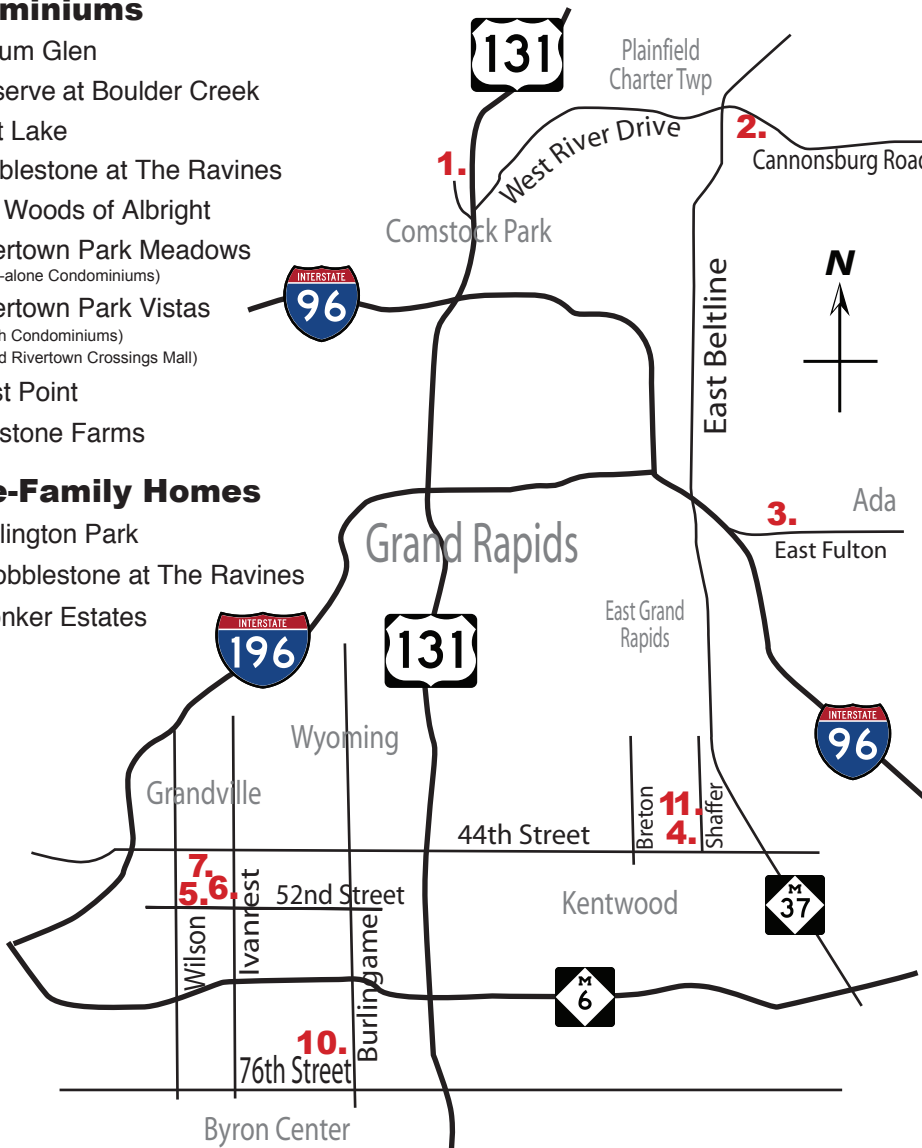 miniums
um Glen
serve at Boulder Creek
t Lake
blestone at The Ravines
Woods of Albright
ertown Park Meadows
-alone Condominiums)
ertown Park Vistas
h Condominiums)
d Rivertown Crossings Mall)
st Point
stone Farms
e-Family Homes
lington Park
obblestone at The Ravines
onker Estates
131
Plainfield
Charter Twp
West River Drive
2.
Cannonsburg Road
1.
Comstock Park
INTERSTATE
96
East Beltline
N
Grand Rapids
3.
Ada
East Fulton
East Grand
Rapids
INTERSTATE
196
131
INTERSTATE
96
Wyoming
Grandville
Breton
11.
4.
Shaffer
44th Street
7.
5.
6.
52nd Street
Wilson
Ivanrest
Burlingame
Kentwood
M
37
M
6
10.
76th Street
Byron Center